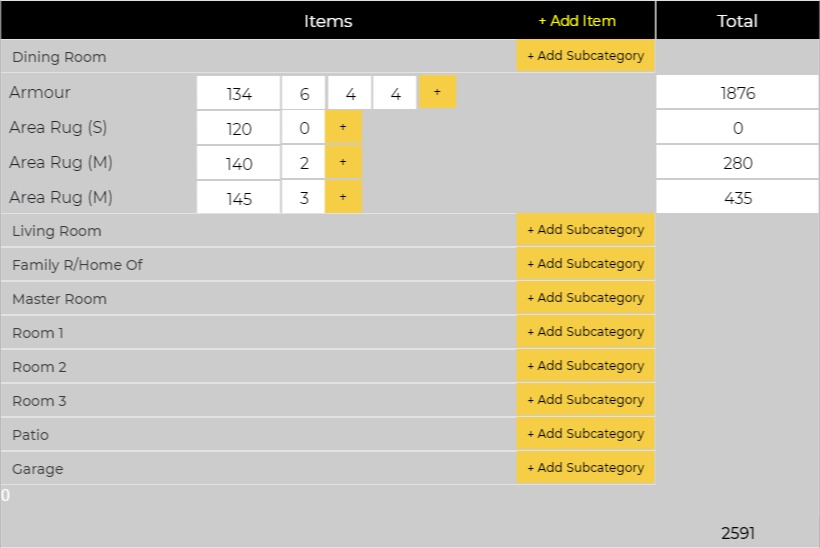 Items + Add Item Total
Dining Room + Add Subcategory
Armour 134 6 4 4 + 1876
Area Rug (S) 120 0 + 0
Area Rug (M) 140 2 + 280
Area Rug (M) 145 3 + 435
Living Room + Add Subcategory
Family R/Home Of + Add Subcategory
Master Room + Add Subcategory
Room 1 + Add Subcategory
Room 2 + Add Subcategory
Room 3 + Add Subcategory
Patio + Add Subcategory
Garage + Add Subcategory
0
2591